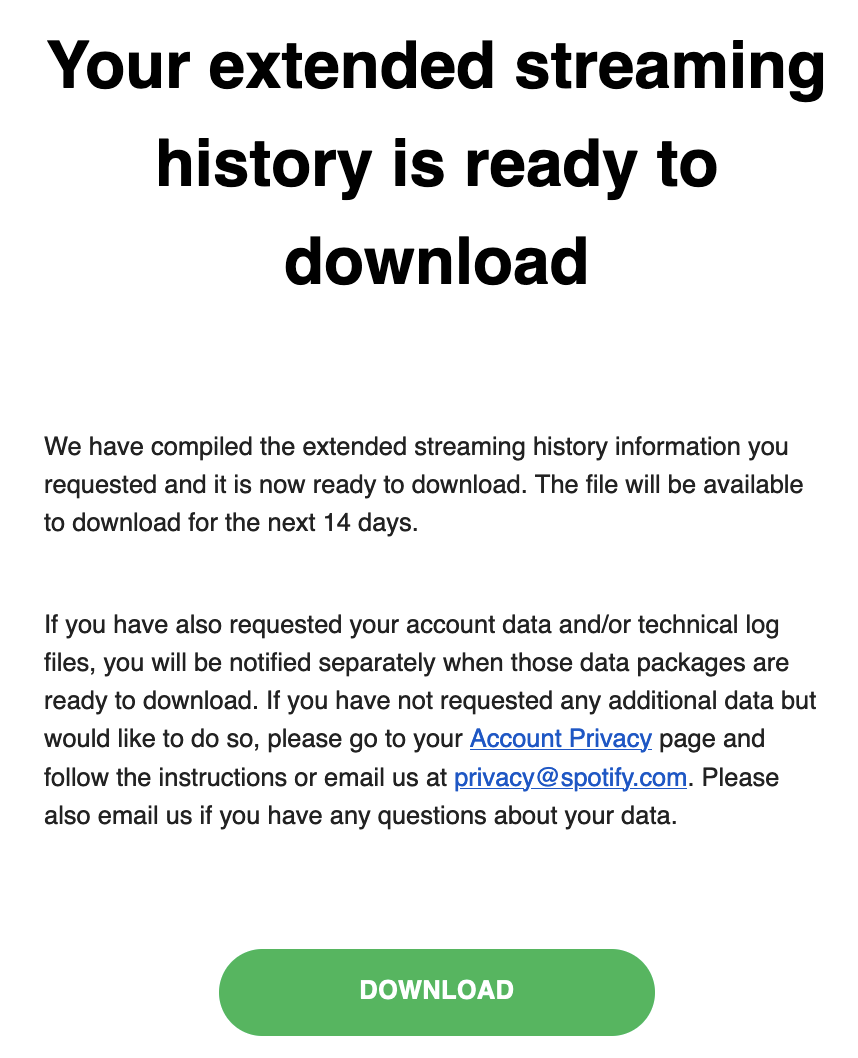 Your extended streaming
history is ready to
download
We have compiled the extended streaming history information you
requested and it is now ready to download. The file will be available
to download for the next 14 days.
If you have also requested your account data and/or technical log
files, you will be notified separately when those data packages are
ready to download. If you have not requested any additional data but
would like to do so, please go to your Account Privacy page and
follow the instructions or email us at privacy@spotify.com. Please
also email us if you have any questions about your data.
DOWNLOAD